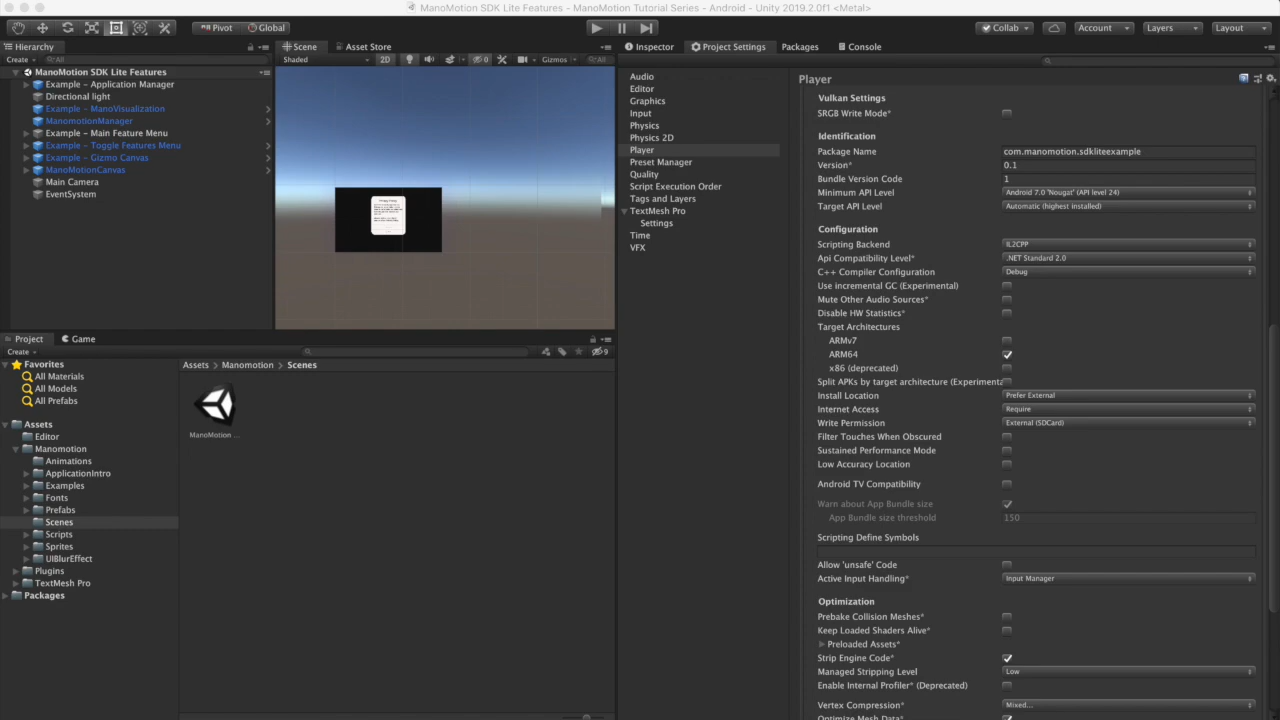 ManoMotion SDK Lite Features - ManoMotion Tutorial Series - Android - Unity 2019.2.0f1 <Metal>
Pivot Global Collab Account Layers Layout
Hierarchy
Create All
ManoMotion SDK Lite Features
Example - Application Manager
Directional light
Example - ManoVisualization
ManomotionManager
Example - Main Feature Menu
Example - Toggle Features Menu
Example - Gizmo Canvas
ManoMotionCanvas
Main Camera
EventSystem
Scene Asset Store
Shaded 2D 0 Gizmos All
Project Game
Create 9
Favorites
All Materials
All Models
All Prefabs
Assets
Editor
Manomotion
Animations
ApplicationIntro
Examples
Fonts
Prefabs
Scenes
Scripts
Sprites
UIBlurEffect
Plugins
TextMesh Pro
Packages
Assets > Manomotion > Scenes
ManoMotion ...
Inspector Project Settings Packages Console
Audio
Editor
Graphics
Input
Physics
Physics 2D
Player
Preset Manager
Quality
Script Execution Order
Tags and Layers
TextMesh Pro
Settings
Time
VFX
Player
Vulkan Settings
SRGB Write Mode*
Identification
Package Name com.manomotion.sdkliteexample
Version* 0.1
Bundle Version Code 1
Minimum API Level Android 7.0 'Nougat' (API level 24)
Target API Level Automatic (highest installed)
Configuration
Scripting Backend IL2CPP
Api Compatibility Level* .NET Standard 2.0
C++ Compiler Configuration Debug
Use incremental GC (Experimental)
Mute Other Audio Sources*
Disable HW Statistics*
Target Architectures
ARMv7
ARM64
x86 (deprecated)
Split APKs by target architecture (Experimenta
Install Location Prefer External
Internet Access Require
Write Permission External (SDCard)
Filter Touches When Obscured
Sustained Performance Mode
Low Accuracy Location
Android TV Compatibility
Warn about App Bundle size
App Bundle size threshold 150
Scripting Define Symbols
Allow 'unsafe' Code
Active Input Handling* Input Manager
Optimization
Prebake Collision Meshes*
Keep Loaded Shaders Alive*
Preloaded Assets*
Strip Engine Code*
Managed Stripping Level Low
Enable Internal Profiler* (Deprecated)
Vertex Compression* Mixed...
Optimize Mesh Data*